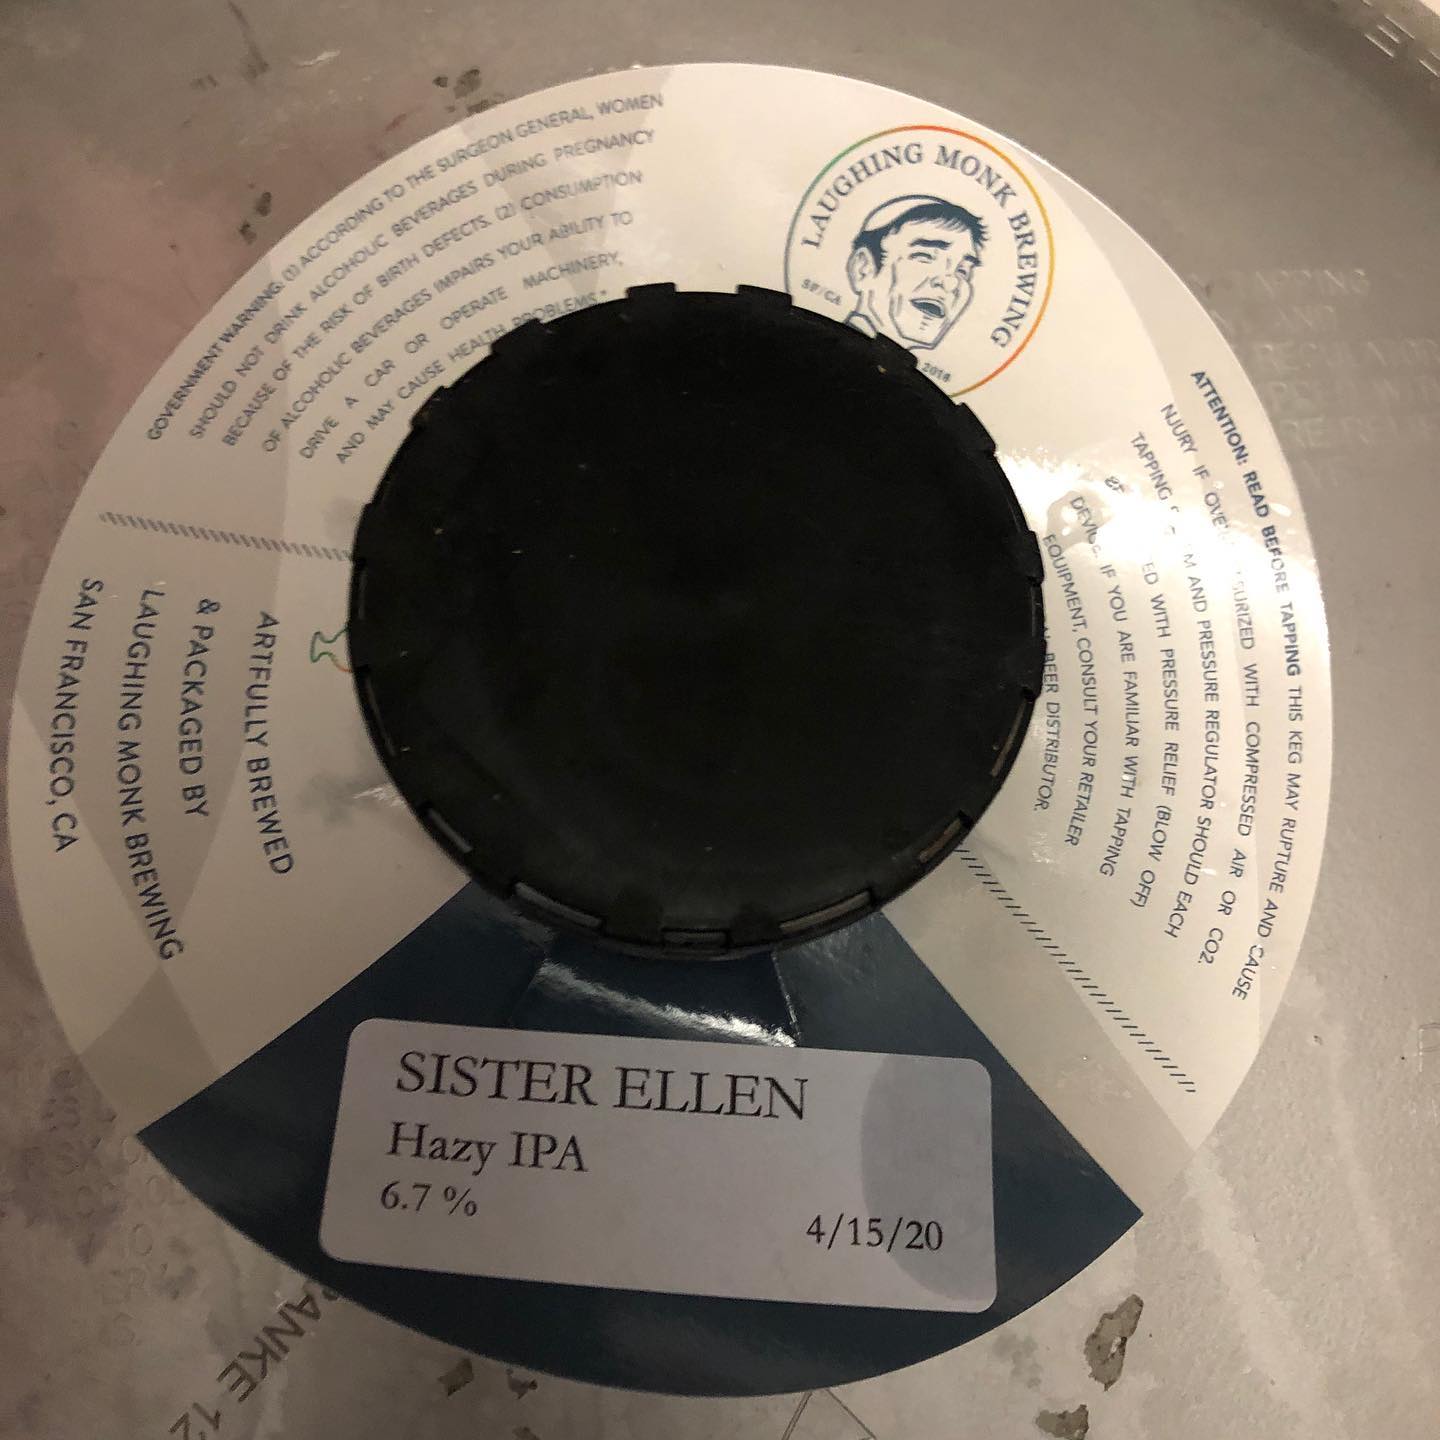 GOVERNMENT WARNING: (1) ACCORDING TO THE SURGEON GENERAL, WOMEN
SHOULD NOT DRINK ALCOHOLIC BEVERAGES DURING PREGNANCY
BECAUSE OF THE RISK OF BIRTH DEFECTS. (2) CONSUMPTION
OF ALCOHOLIC BEVERAGES IMPAIRS YOUR ABILITY TO
DRIVE A CAR OR OPERATE MACHINERY,
AND MAY CAUSE HEALTH PROBLEMS."
LAUGHING MONK BREWING
SF/CA
2016
ATTENTION: READ BEFORE TAPPING THIS KEG MAY RUPTURE AND CAUSE
NJURY IF WITH COMPRESSED AIR OR CO2.
TAPPING AND PRESSURE REGULATOR SHOULD EACH
WITH PRESSURE RELIEF (BLOW OFF)
IF YOU ARE FAMILIAR WITH TAPPING
EQUIPMENT, CONSULT YOUR RETAILER
BEER DISTRIBUTOR.
ARTFULLY BREWED
& PACKAGED BY
LAUGHING MONK BREWING
SAN FRANCISCO, CA
SISTER ELLEN
Hazy IPA
6.7 %
4/15/20